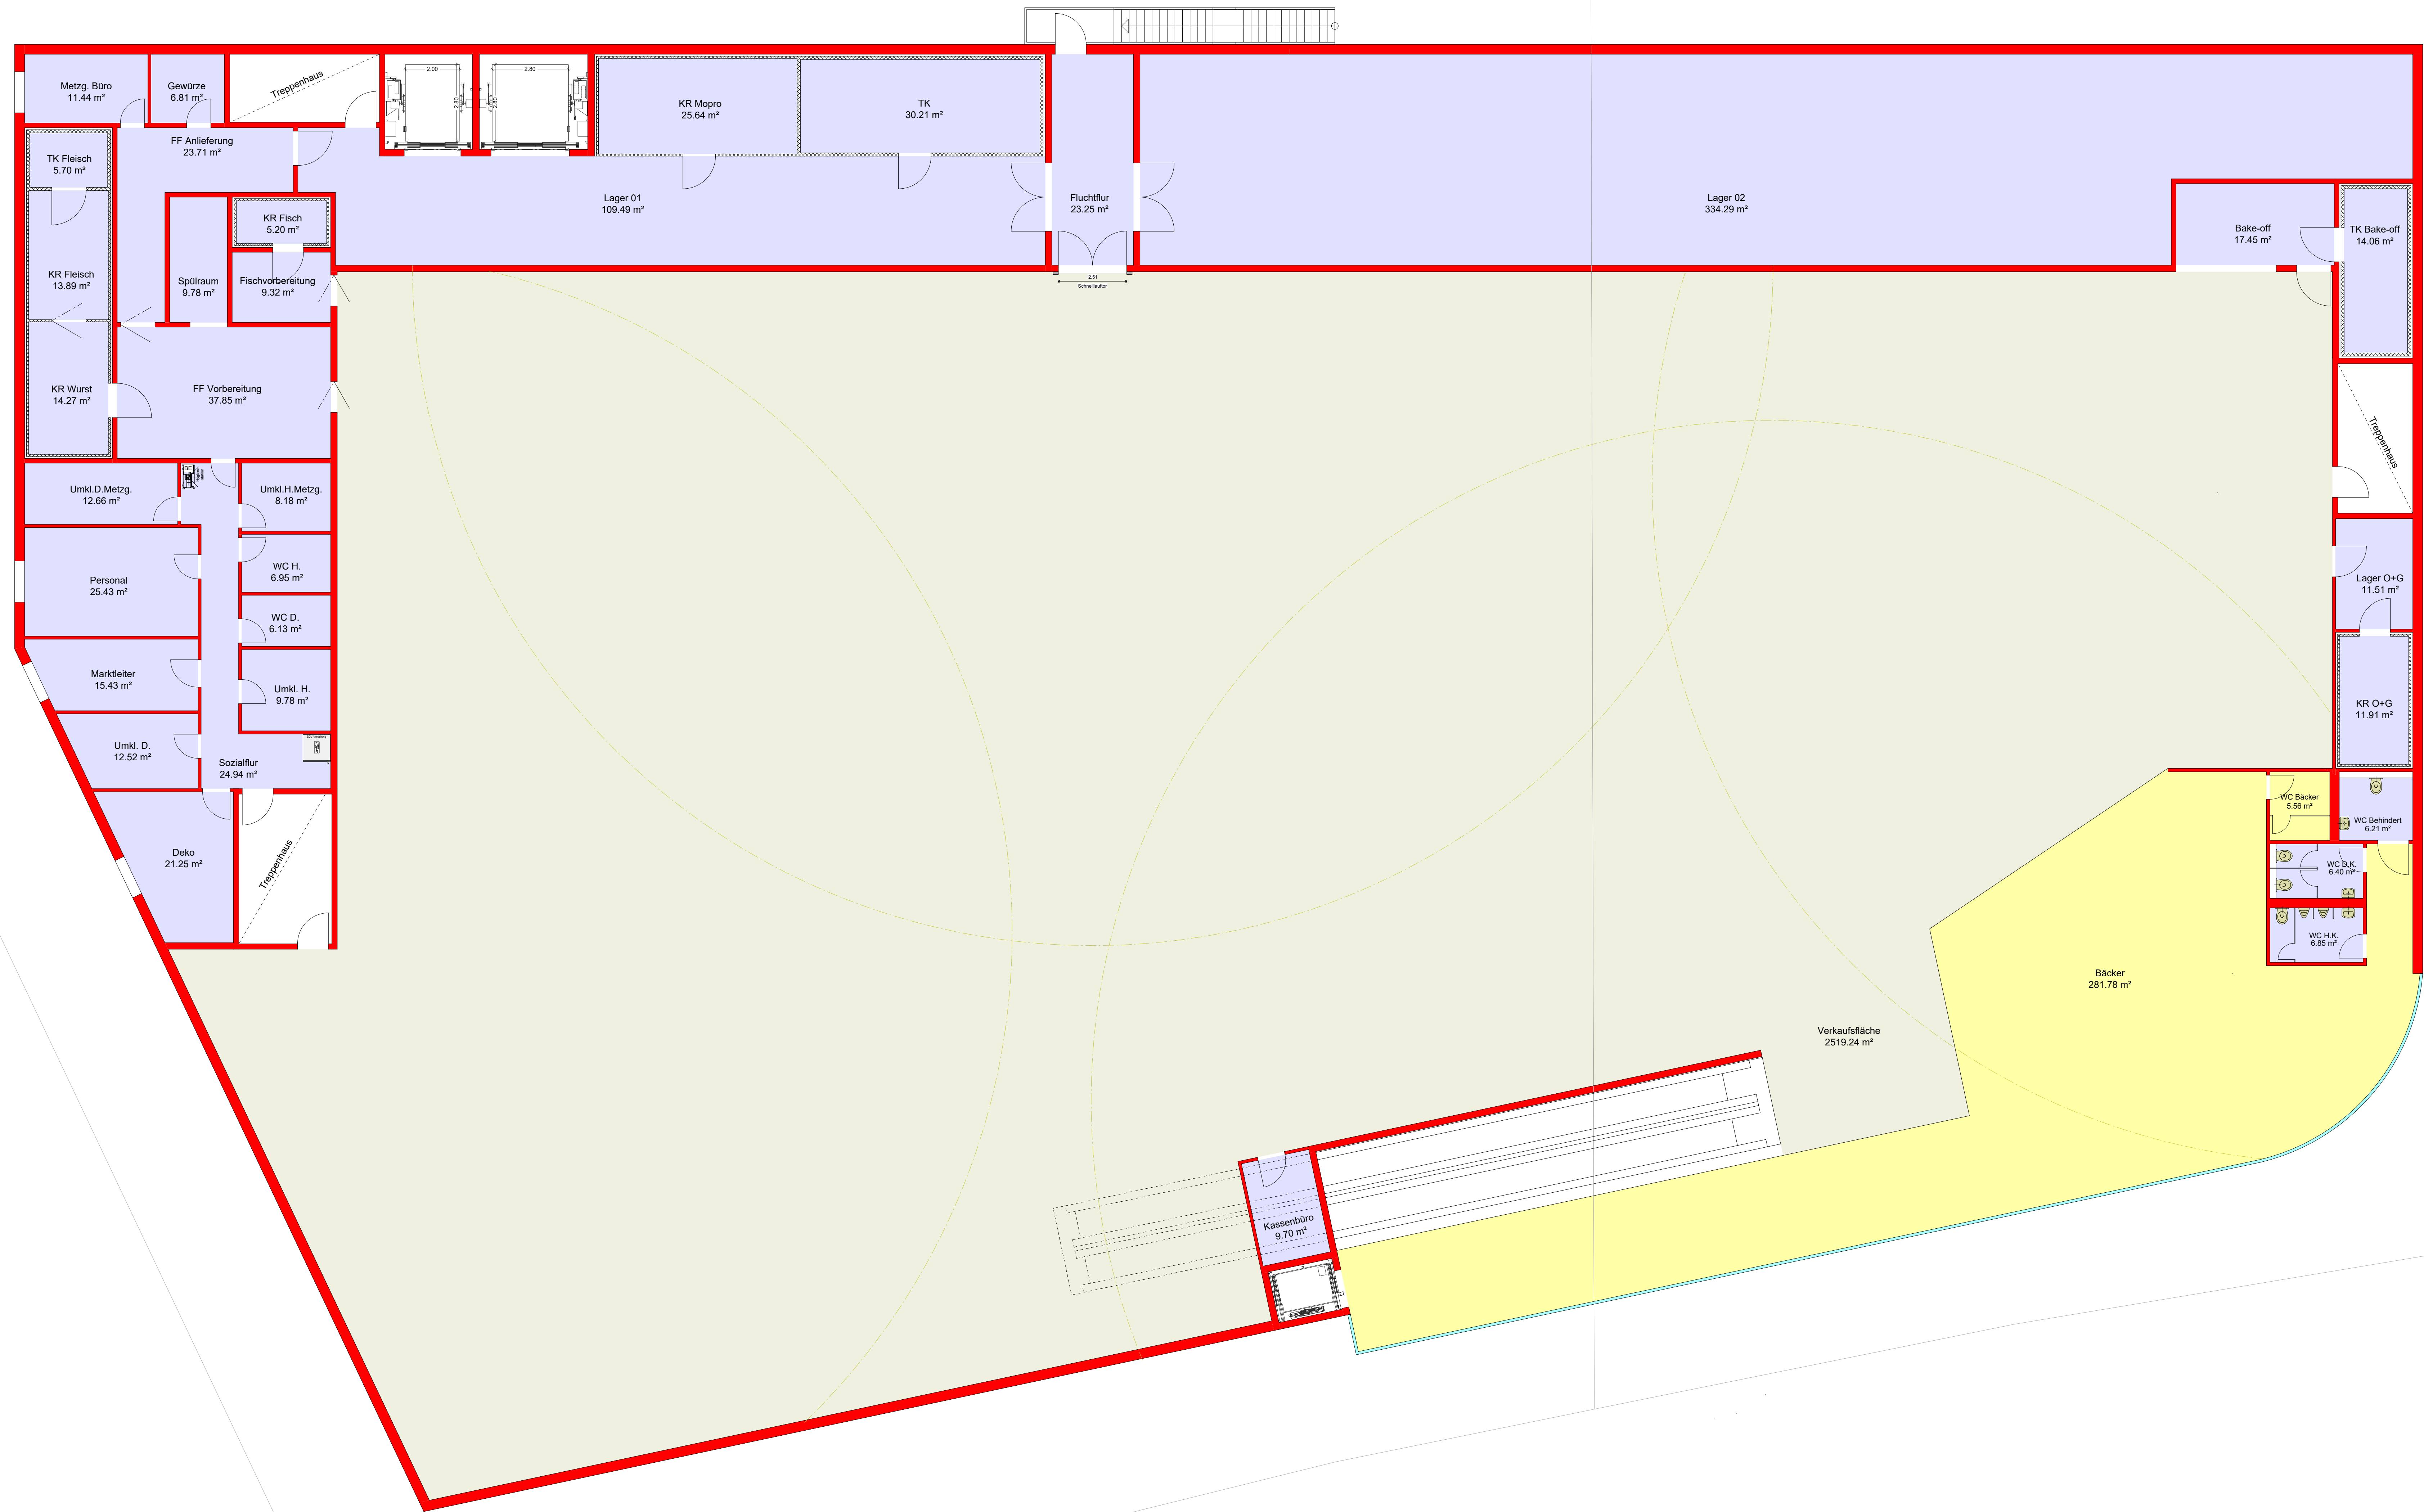 Metzg. Büro
11.44 m²
Gewürze
6.81 m²
Treppenhaus
2.00
2.80
2.80
2.80
KR Mopro
25.64 m²
TK
30.21 m²
FF Anlieferung
23.71 m²
TK Fleisch
5.70 m²
Lager 01
109.49 m²
Fluchtflur
23.25 m²
Lager 02
334.29 m²
KR Fisch
5.20 m²
Bake-off
17.45 m²
TK Bake-off
14.06 m²
KR Fleisch
13.89 m²
Spülraum
9.78 m²
Fischvorbereitung
9.32 m²
2.51
Schnelllauftor
KR Wurst
14.27 m²
FF Vorbereitung
37.85 m²
Treppenhaus
Umkl.D.Metzg.
12.66 m²
Umkl.H.Metzg.
8.18 m²
Personal
25.43 m²
WC H.
6.95 m²
Lager O+G
11.51 m²
WC D.
6.13 m²
Marktleiter
15.43 m²
Umkl. H.
9.78 m²
KR O+G
11.91 m²
Umkl. D.
12.52 m²
Sozialflur
24.94 m²
WC Bäcker
5.56 m²
WC Behindert
6.21 m²
Deko
21.25 m²
Treppenhaus
WC D.K.
6.40 m²
WC H.K.
6.85 m²
Bäcker
281.78 m²
Verkaufsfläche
2519.24 m²
Kassenbüro
9.70 m²